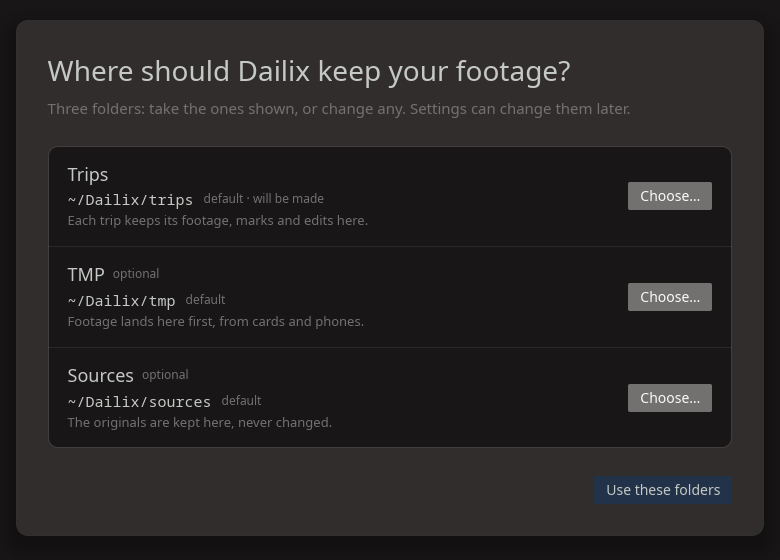 Where should Dailix keep your footage?
Three folders: take the ones shown, or change any. Settings can change them later.
Trips
~/Dailix/trips default · will be made
Each trip keeps its footage, marks and edits here.
Choose...
TMP optional
~/Dailix/tmp default
Footage lands here first, from cards and phones.
Choose...
Sources optional
~/Dailix/sources default
The originals are kept here, never changed.
Choose...
Use these folders